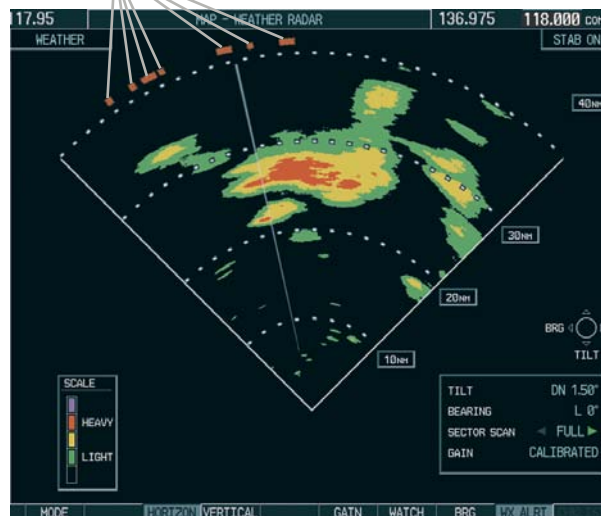 17.95 MAP - WEATHER RADAR 136.975 118.000 COM
WEATHER STAB ON
40NM
30NM
20NM
10NM
BRG
TILT
SCALE
HEAVY
LIGHT
TILT DN 1.50°
BEARING L 0°
SECTOR SCAN FULL
GAIN CALIBRATED
MODE HORIZON VERTICAL GAIN WATCH BRG WX ALRT